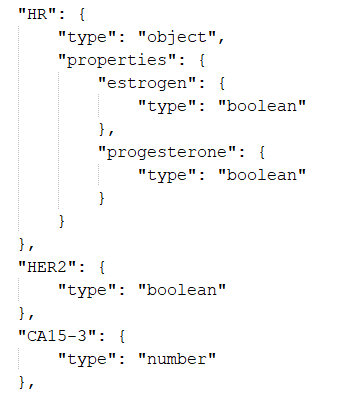 "HR": {
    "type": "object",
    "properties": {
        "estrogen": {
            "type": "boolean"
        },
        "progesterone": {
            "type": "boolean"
        }
    }
},
"HER2": {
    "type": "boolean"
},
"CA15-3": {
    "type": "number"
},